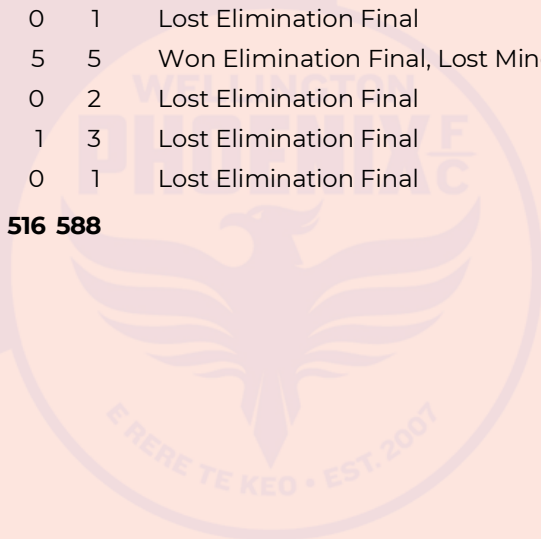 0 1 Lost Elimination Final
5 5 Won Elimination Final, Lost Min
0 2 Lost Elimination Final
1 3 Lost Elimination Final
0 1 Lost Elimination Final
516 588
WELLINGTON
PHOENIX FC
E RERE TE KEO • EST. 2007